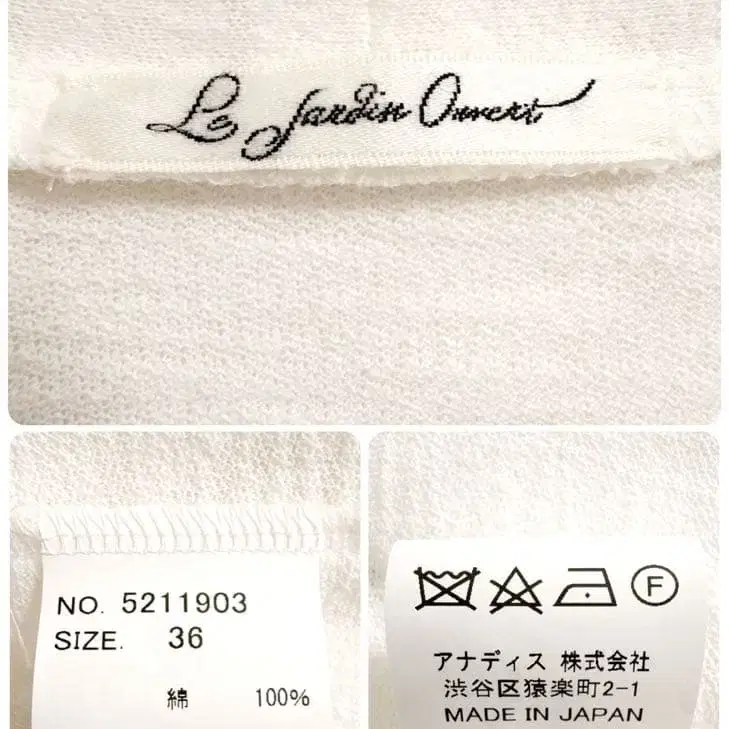 Le Jardin Ouvert
NO. 5211903
SIZE. 36
綿 100%
F
アナディス 株式会社
渋谷区猿楽町2-1
MADE IN JAPAN